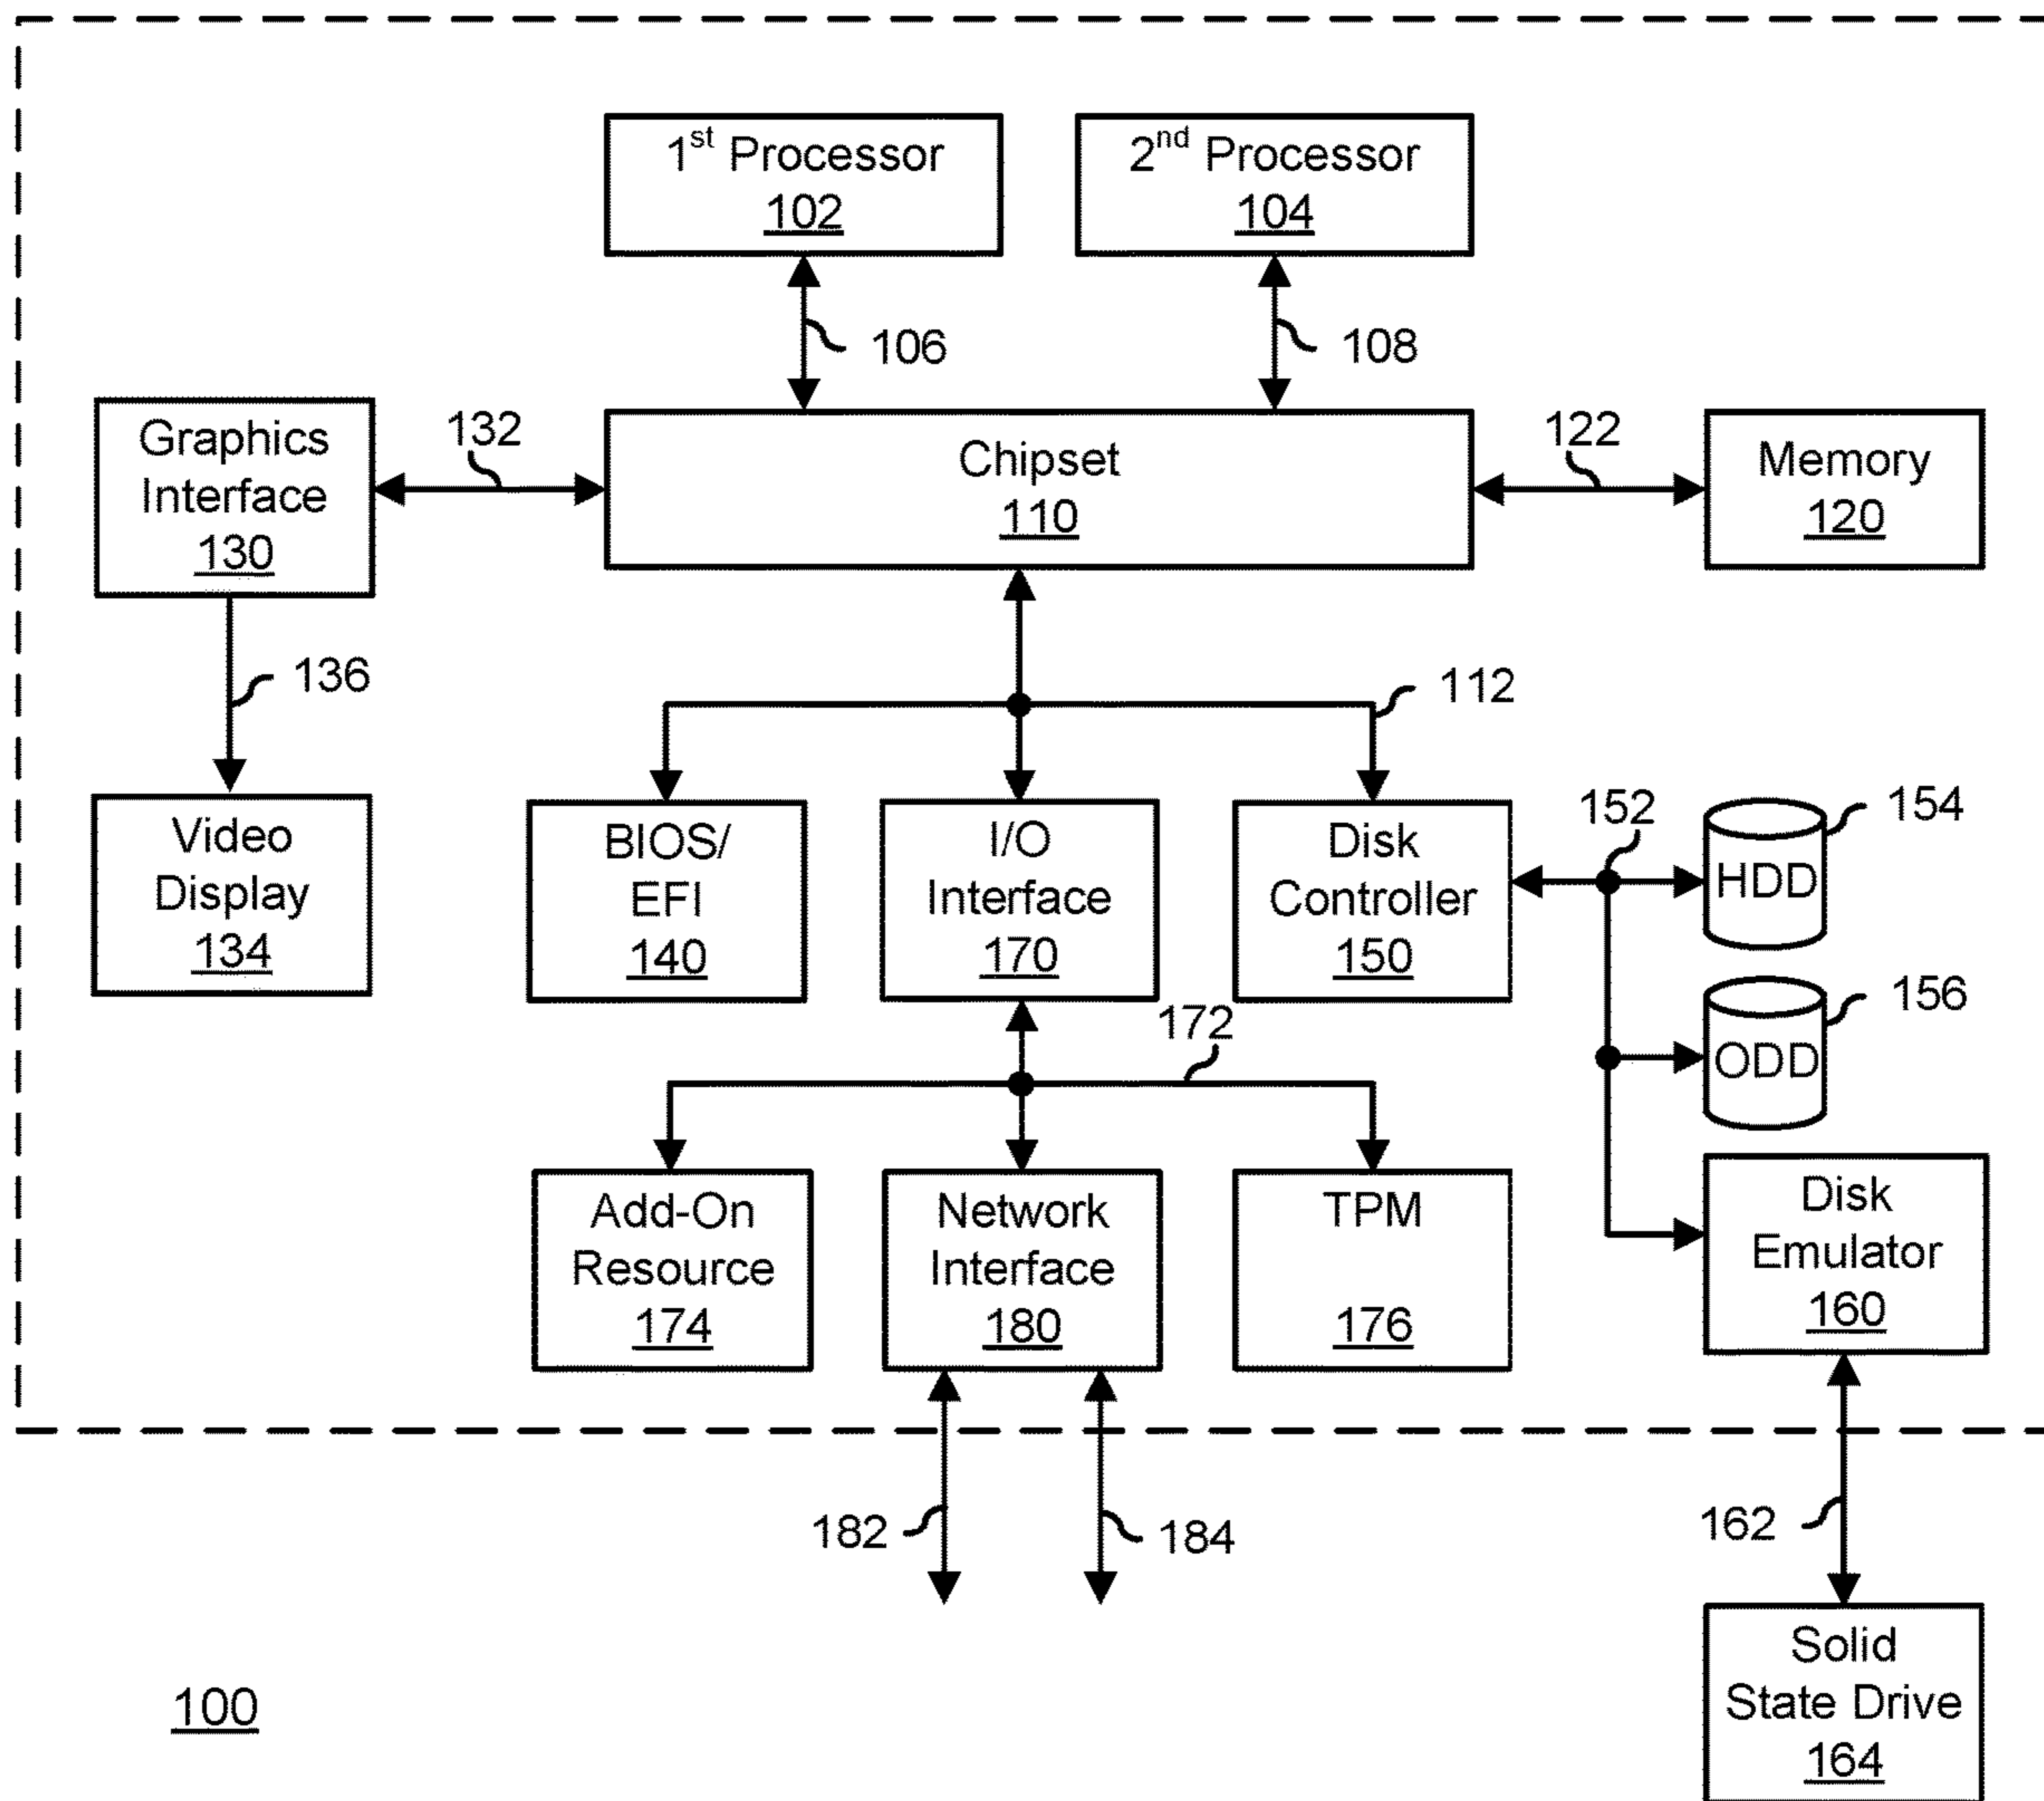 1st Processor
102
2nd Processor
104
106
108
Graphics
Interface
130
132
Chipset
110
122
Memory
120
136
112
Video
Display
134
BIOS/
EFI
140
I/O
Interface
170
Disk
Controller
150
152
HDD
154
ODD
156
172
Add-On
Resource
174
Network
Interface
180
TPM
176
Disk
Emulator
160
182
184
162
Solid
State Drive
164
100